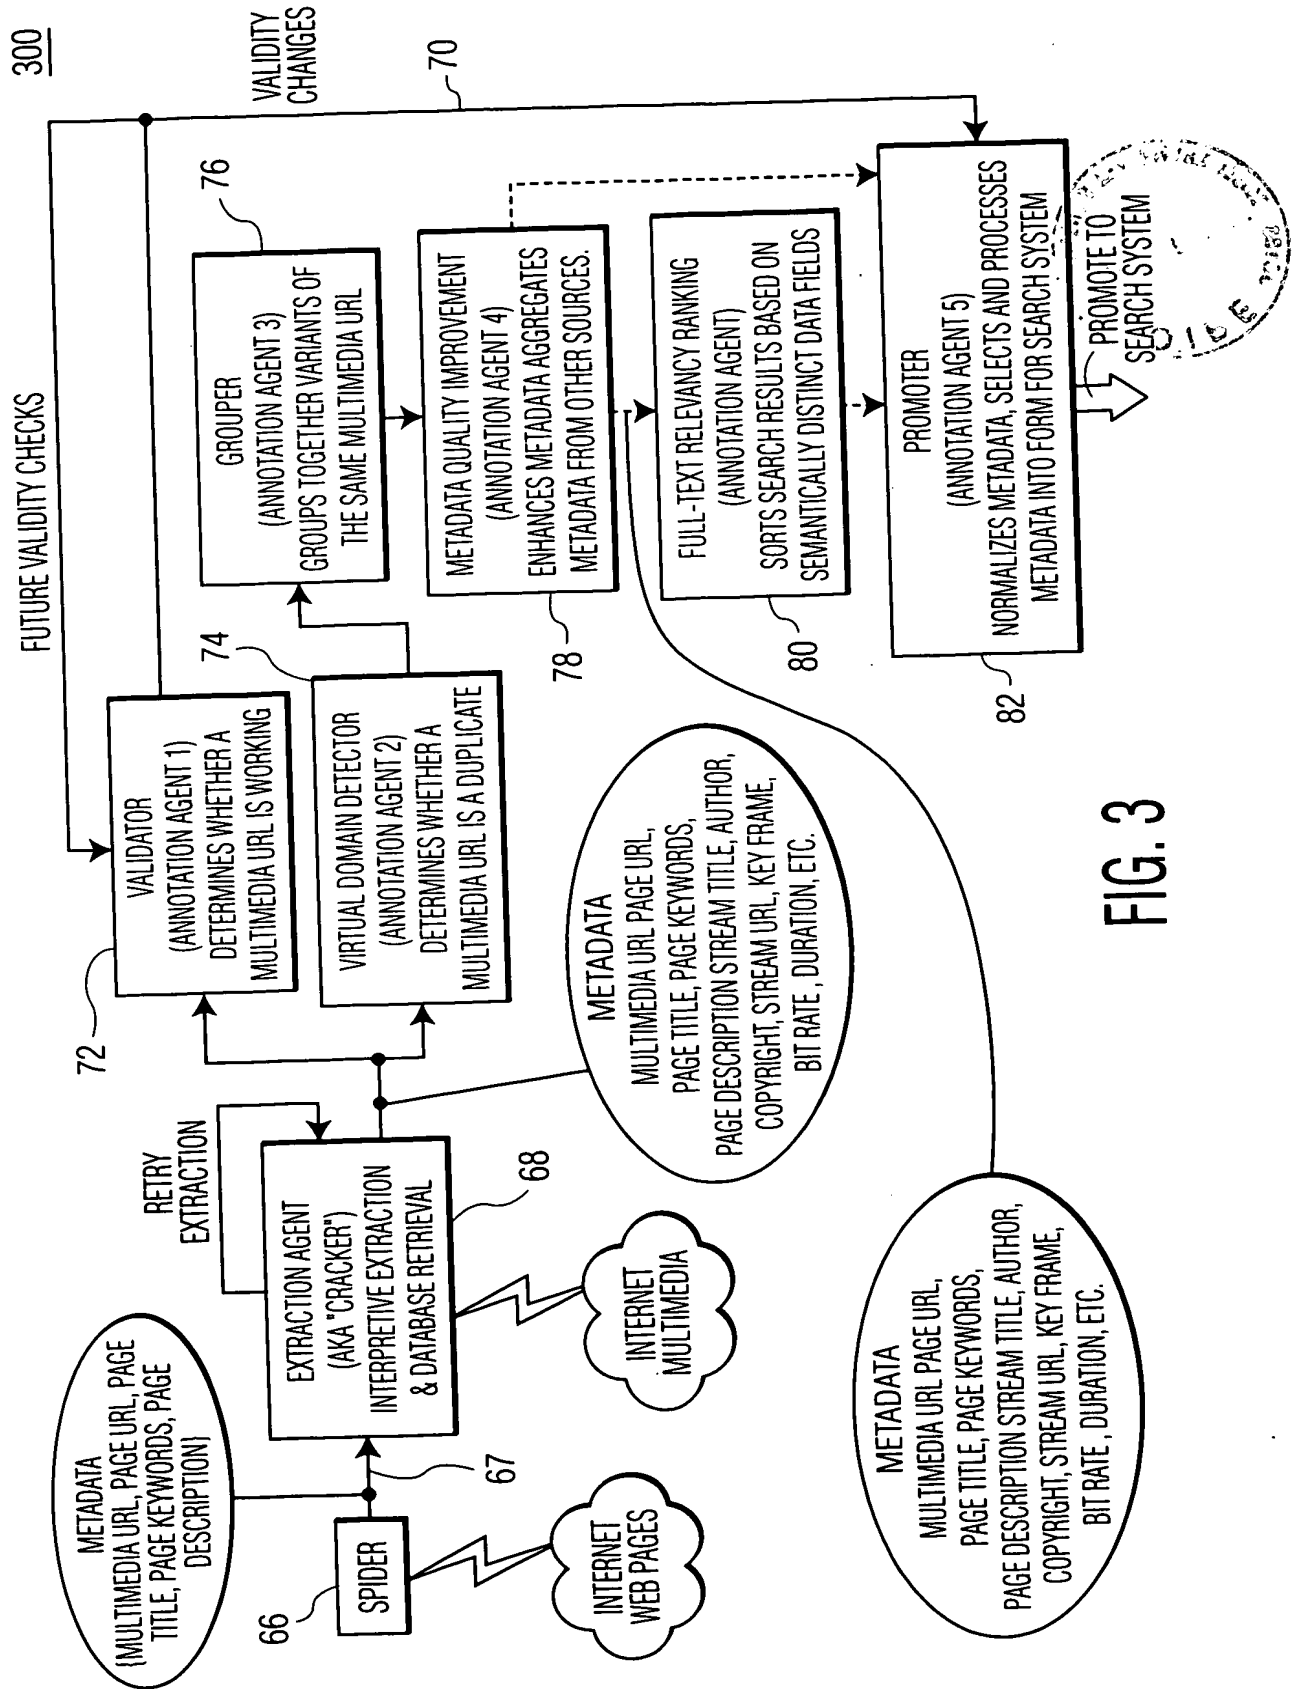 300
FUTURE VALIDITY CHECKS
VALIDITY
CHANGES
70
72
VALIDATOR
(ANNOTATION AGENT 1)
DETERMINES WHETHER A
MULTIMEDIA URL IS WORKING
74
VIRTUAL DOMAIN DETECTOR
(ANNOTATION AGENT 2)
DETERMINES WHETHER A
MULTIMEDIA URL IS A DUPLICATE
76
GROUPER
(ANNOTATION AGENT 3)
GROUPS TOGETHER VARIANTS OF
THE SAME MULTIMEDIA URL
METADATA QUALITY IMPROVEMENT
(ANNOTATION AGENT 4)
ENHANCES METADATA AGGREGATES
METADATA FROM OTHER SOURCES.
78
FULL-TEXT RELEVANCY RANKING
(ANNOTATION AGENT)
SORTS SEARCH RESULTS BASED ON
SEMANTICALLY DISTINCT DATA FIELDS
80
PROMOTER
(ANNOTATION AGENT 5)
NORMALIZES METADATA, SELECTS AND PROCESSES
METADATA INTO FORM FOR SEARCH SYSTEM
82
PROMOTE TO
SEARCH SYSTEM
METADATA
{MULTIMEDIA URL, PAGE URL, PAGE
TITLE, PAGE KEYWORDS, PAGE
DESCRIPTION}
66
SPIDER
67
INTERNET
WEB PAGES
RETRY
EXTRACTION
EXTRACTION AGENT
(AKA "CRACKER")
INTERPRETIVE EXTRACTION
& DATABASE RETRIEVAL
68
INTERNET
MULTIMEDIA
METADATA
MULTIMEDIA URL PAGE URL,
PAGE TITLE, PAGE KEYWORDS,
PAGE DESCRIPTION STREAM TITLE, AUTHOR,
COPYRIGHT, STREAM URL, KEY FRAME,
BIT RATE , DURATION, ETC.
METADATA
MULTIMEDIA URL PAGE URL,
PAGE TITLE, PAGE KEYWORDS,
PAGE DESCRIPTION STREAM TITLE, AUTHOR,
COPYRIGHT, STREAM URL, KEY FRAME,
BIT RATE , DURATION, ETC.
FIG. 3